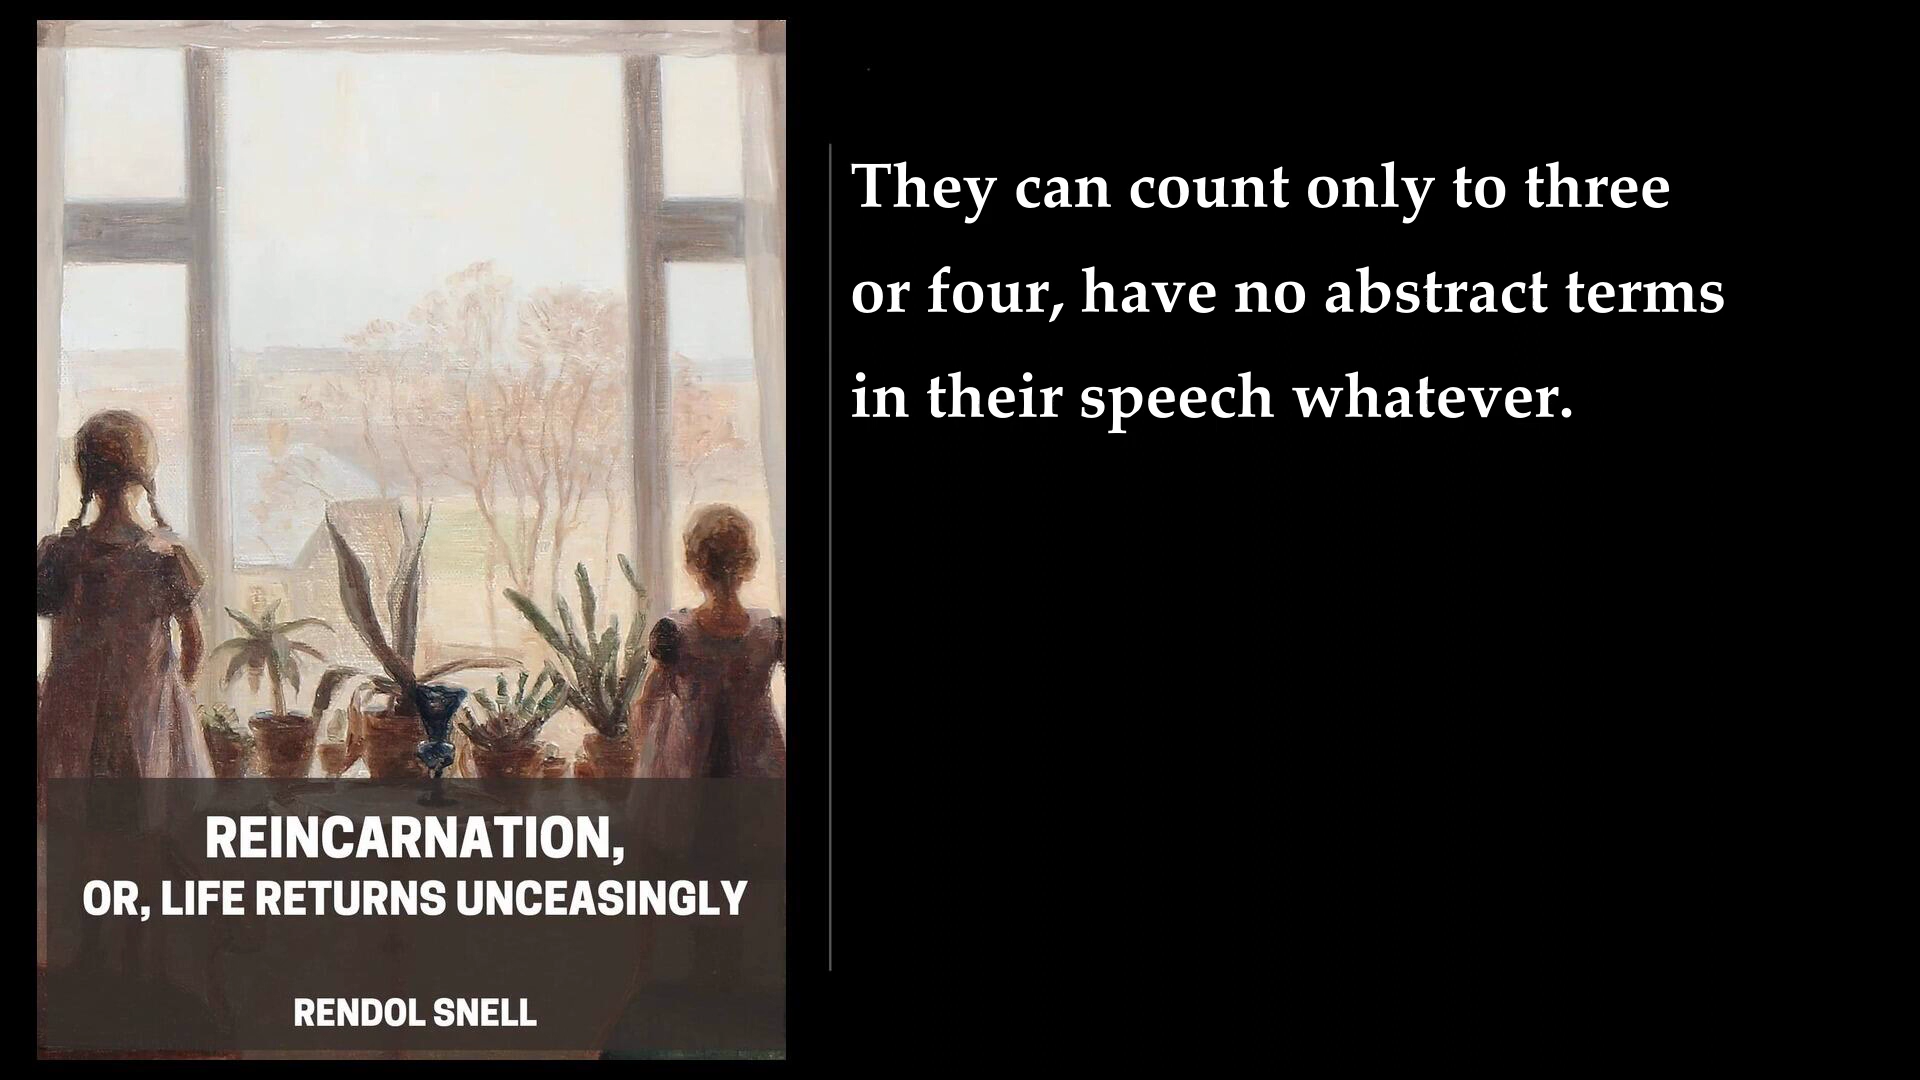 They can count only to three
or four, have no abstract terms
in their speech whatever.
REINCARNATION,
OR, LIFE RETURNS UNCEASINGLY
RENDOL SNELL